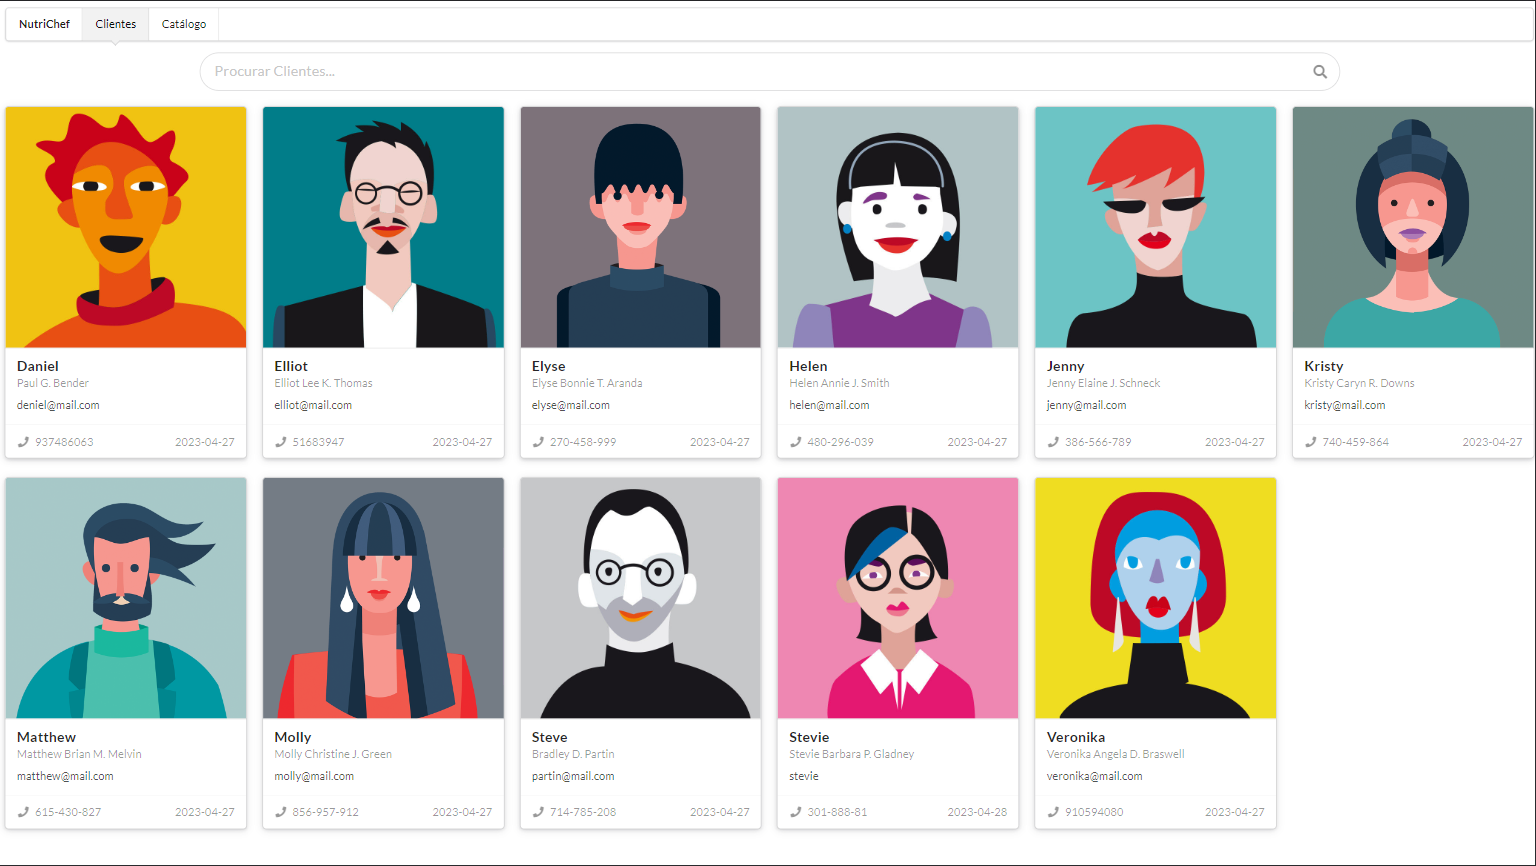 NutriChef Clientes Catálogo
Procurar Clientes...
Daniel
Paul G. Bender
deniel@mail.com
937486063 2023-04-27
Elliot
Elliot Lee K. Thomas
elliot@mail.com
51683947 2023-04-27
Elyse
Elyse Bonnie T. Aranda
elyse@mail.com
270-458-999 2023-04-27
Helen
Helen Annie J. Smith
helen@mail.com
480-296-039 2023-04-27
Jenny
Jenny Elaine J. Schneck
jenny@mail.com
386-566-789 2023-04-27
Kristy
Kristy Caryn R. Downs
kristy@mail.com
740-459-864 2023-04-27
Matthew
Matthew Brian M. Melvin
matthew@mail.com
615-430-827 2023-04-27
Molly
Molly Christine J. Green
molly@mail.com
856-957-912 2023-04-27
Steve
Bradley D. Partin
partin@mail.com
714-785-208 2023-04-27
Stevie
Stevie Barbara P. Gladney
stevie
301-888-81 2023-04-28
Veronika
Veronika Angela D. Braswell
veronika@mail.com
910594080 2023-04-27